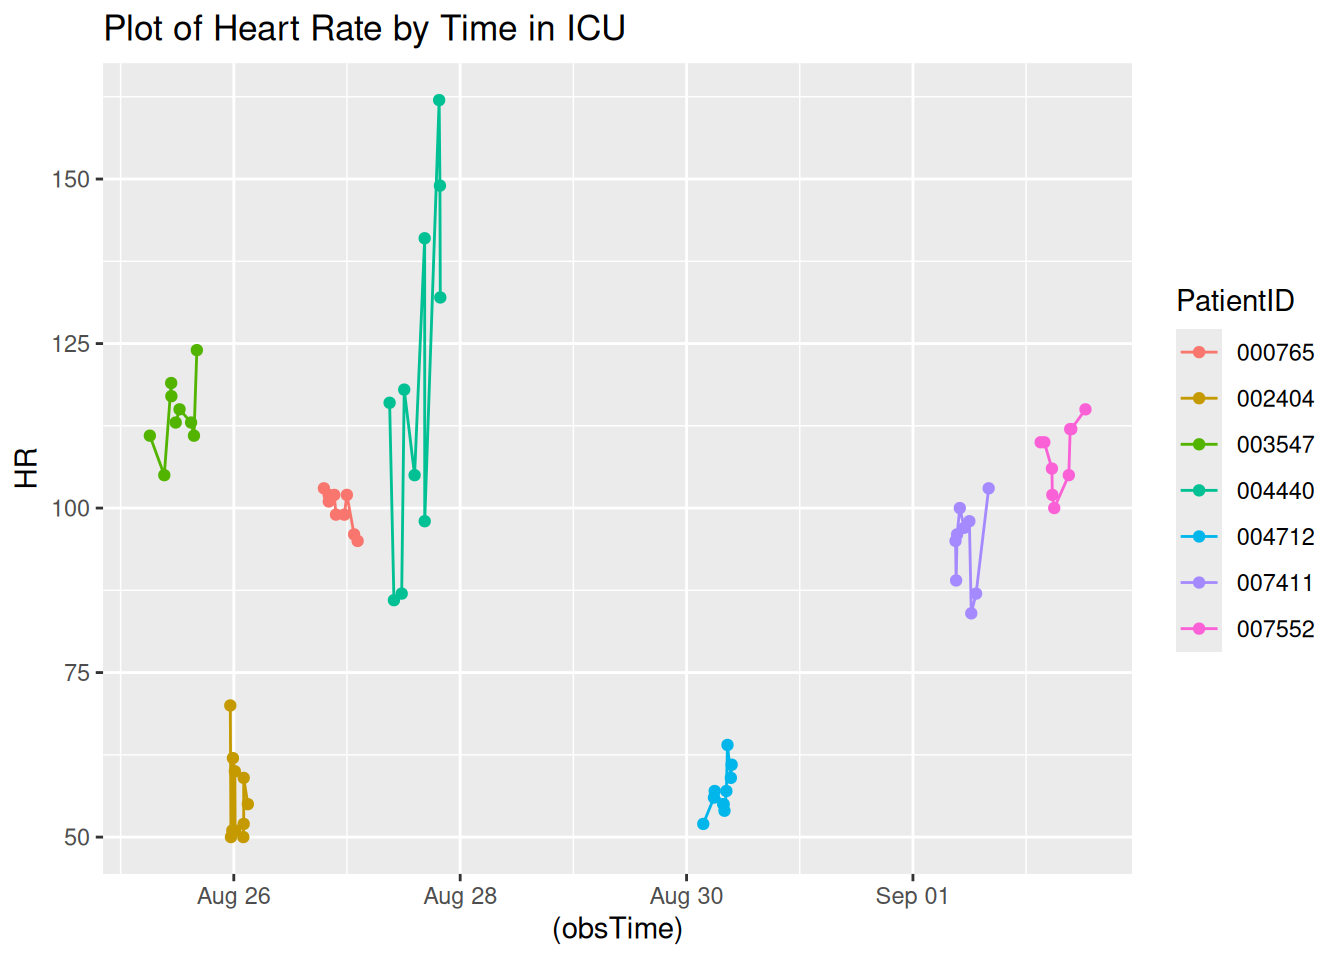 Plot of Heart Rate by Time in ICU
HR
150
125
100
75
50
Aug 26
Aug 28
Aug 30
Sep 01
(obsTime)
PatientID
000765
002404
003547
004440
004712
007411
007552